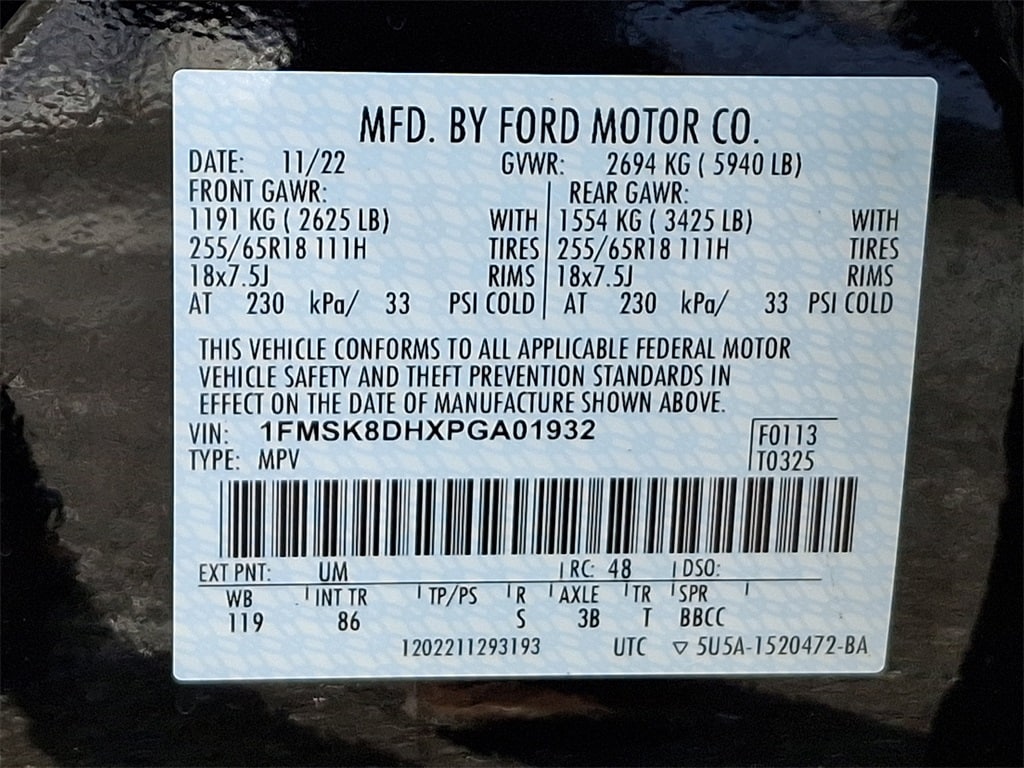 MFD. BY FORD MOTOR CO.
DATE: 11/22 GVWR: 2694 KG ( 5940 LB)
FRONT GAWR: REAR GAWR:
1191 KG ( 2625 LB) WITH 1554 KG ( 3425 LB) WITH
255/65R18 111H TIRES 255/65R18 111H TIRES
18x7.5J RIMS 18x7.5J RIMS
AT 230 kPa/ 33 PSI COLD AT 230 kPa/ 33 PSI COLD
THIS VEHICLE CONFORMS TO ALL APPLICABLE FEDERAL MOTOR
VEHICLE SAFETY AND THEFT PREVENTION STANDARDS IN
EFFECT ON THE DATE OF MANUFACTURE SHOWN ABOVE.
VIN: 1FMSK8DHXPGA01932 F0113
TYPE: MPV T0325
EXT PNT: UM RC: 48 DSO:
WB INT TR TP/PS R AXLE TR SPR
119 86 S 3B T BBCC
1202211293193 UTC ▽ 5U5A-1520472-BA